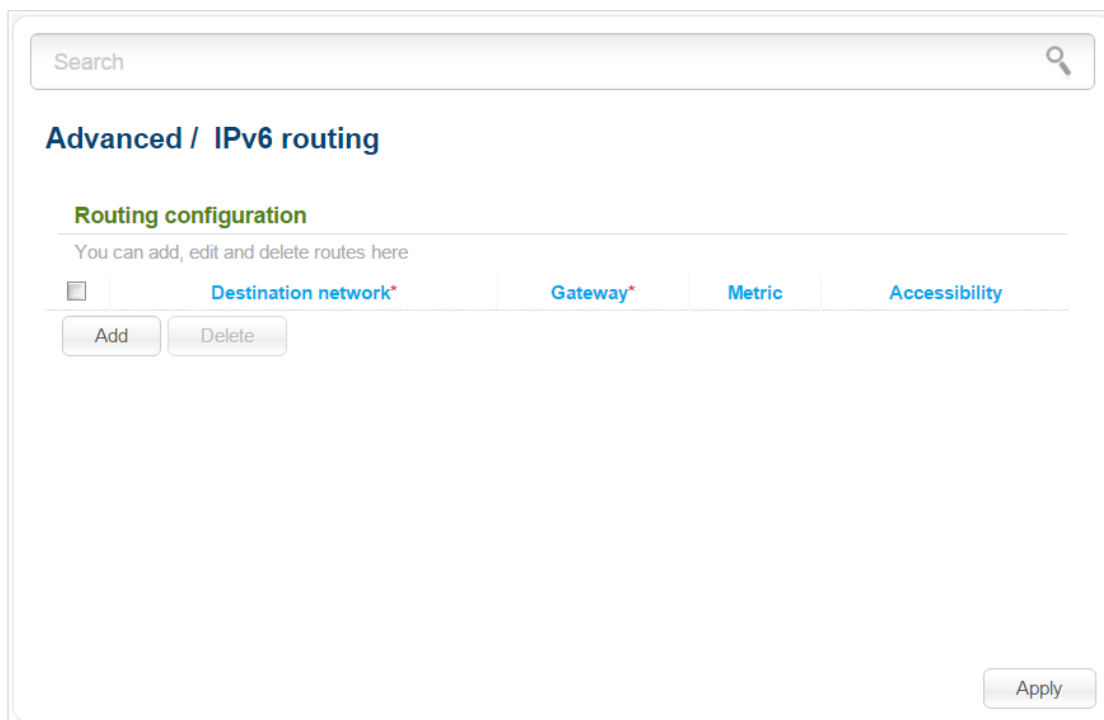 Search
Advanced / IPv6 routing
Routing configuration
You can add, edit and delete routes here
Destination network* Gateway* Metric Accessibility
Add Delete
Apply